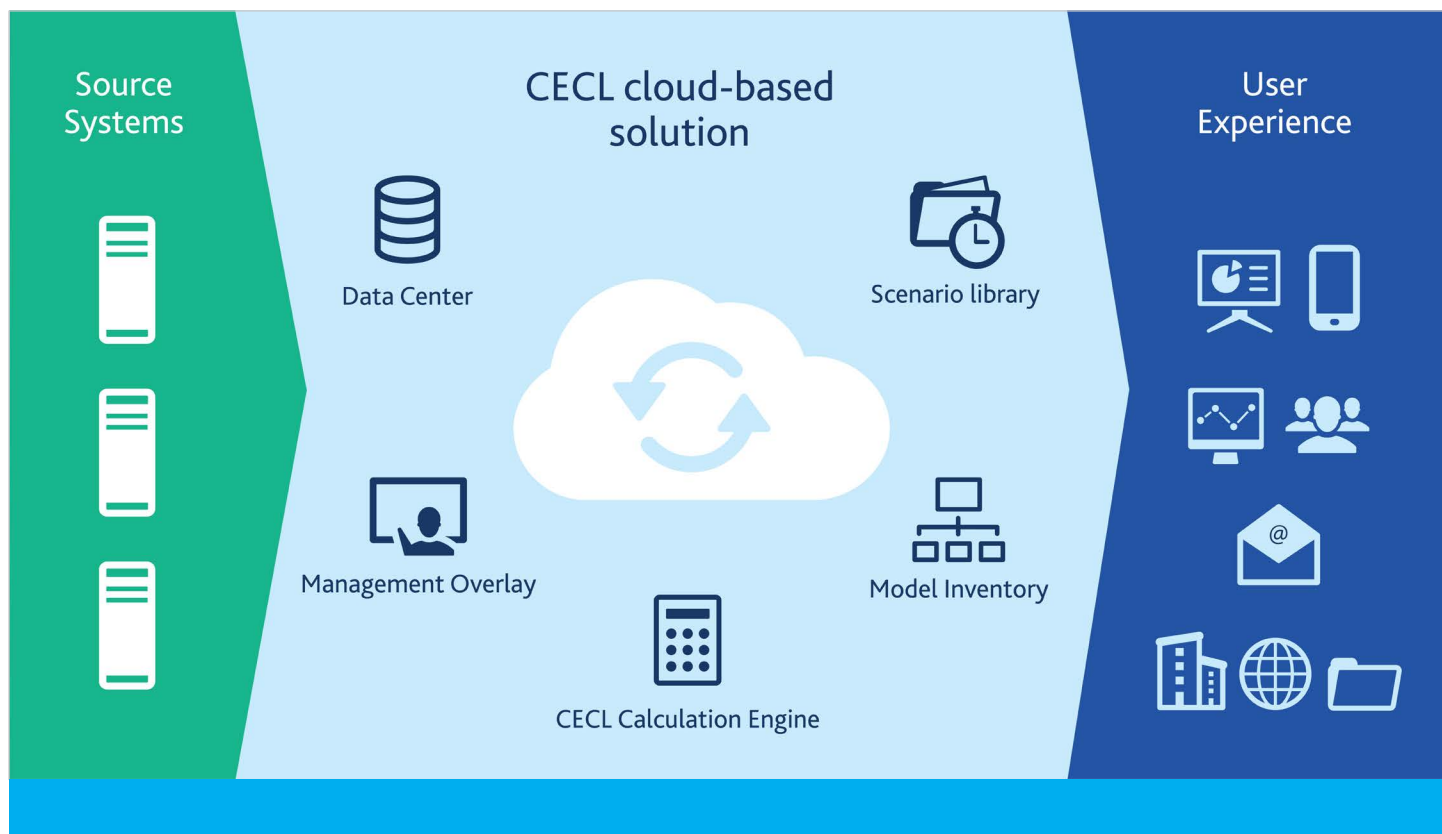 Source
Systems
CECL cloud-based
solution
User
Experience
Data Center
Scenario library
Management Overlay
Model Inventory
CECL Calculation Engine
@